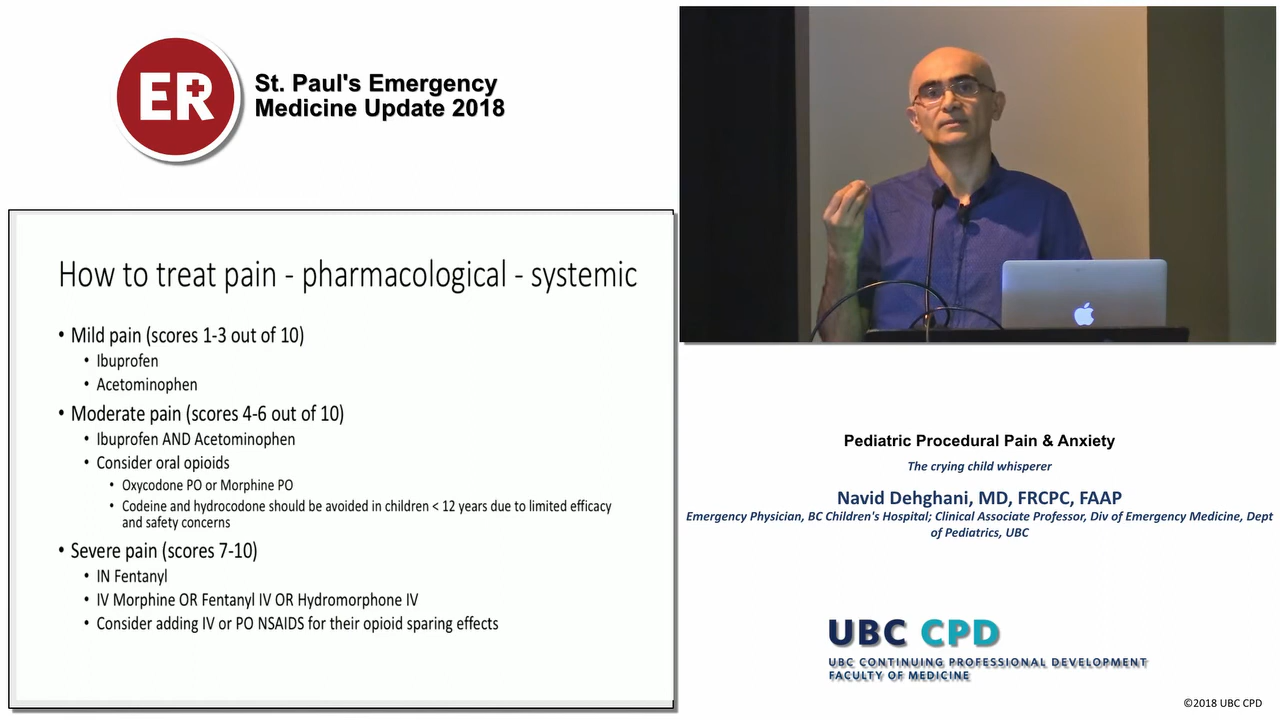 ER
St. Paul's Emergency
Medicine Update 2018
How to treat pain - pharmacological - systemic
• Mild pain (scores 1-3 out of 10)
• Ibuprofen
• Acetominophen
• Moderate pain (scores 4-6 out of 10)
• Ibuprofen AND Acetominophen
• Consider oral opioids
• Oxycodone PO or Morphine PO
• Codeine and hydrocodone should be avoided in children < 12 years due to limited efficacy
and safety concerns
• Severe pain (scores 7-10)
• IN Fentanyl
• IV Morphine OR Fentanyl IV OR Hydromorphone IV
• Consider adding IV or PO NSAIDS for their opioid sparing effects
Pediatric Procedural Pain & Anxiety
The crying child whisperer
Navid Dehghani, MD, FRCPC, FAAP
Emergency Physician, BC Children's Hospital; Clinical Associate Professor, Div of Emergency Medicine, Dept
of Pediatrics, UBC
UBC CPD
UBC CONTINUING PROFESSIONAL DEVELOPMENT
FACULTY OF MEDICINE
©2018 UBC CPD